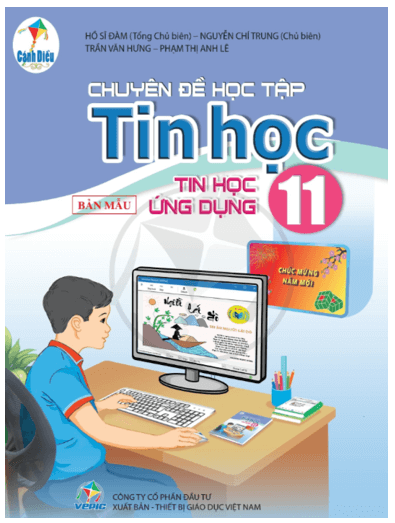 Cánh Diều
HỒ SĨ ĐÀM (Tổng Chủ biên) – NGUYỄN CHÍ TRUNG (Chủ biên)
TRẦN VĂN HƯNG – PHẠM THỊ ANH LÊ
CHUYÊN ĐỀ HỌC TẬP
Tin học
TIN HỌC
BẢN MẪU
ỨNG DỤNG
11
CHÚC MỪNG
NĂM MỚI
VEPIC
CÔNG TY CỔ PHẦN ĐẦU TƯ
XUẤT BẢN - THIẾT BỊ GIÁO DỤC VIỆT NAM